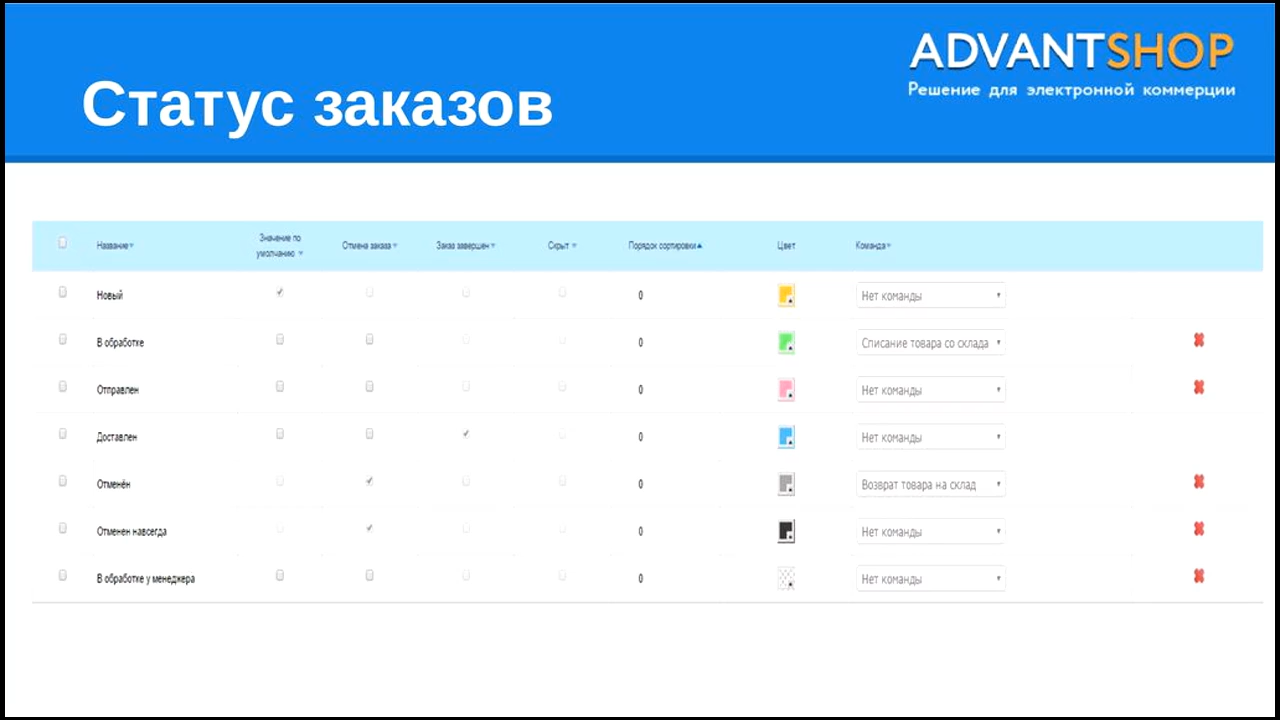 ADVANTSHOP
Решение для электронной коммерции
Статус заказов
Название Значение по умолчанию Отмена заказа Заказ завершен Скрыт Порядок сортировки Цвет Команда
Новый 0 Нет команды
В обработке 0 Списание товара со склада
Отправлен 0 Нет команды
Доставлен 0 Нет команды
Отменён 0 Возврат товара на склад
Отменен навсегда 0 Нет команды
В обработке у менеджера 0 Нет команды